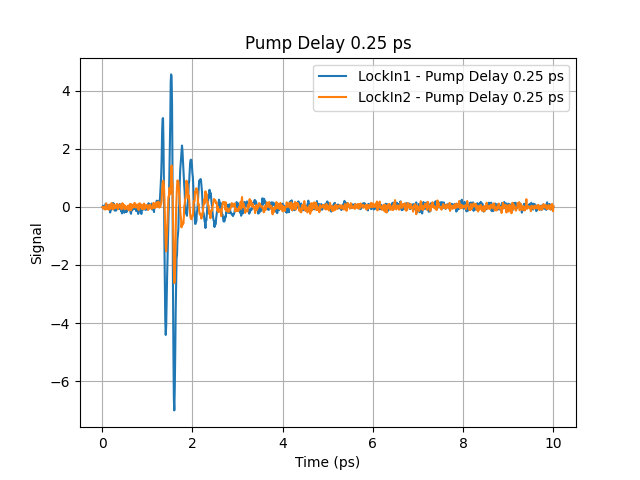 Pump Delay 0.25 ps
LockIn1 - Pump Delay 0.25 ps
LockIn2 - Pump Delay 0.25 ps
4
2
0
−2
−4
−6
Signal
0 2 4 6 8 10
Time (ps)